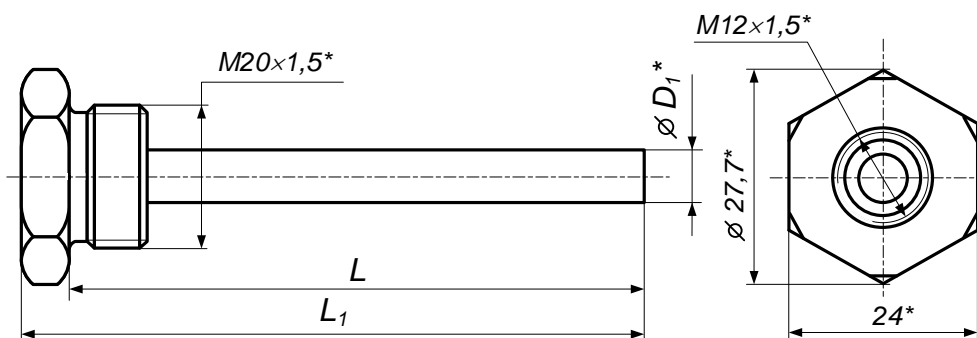 M20×1,5*
⌀ D₁*
L
L₁
M12×1,5*
⌀ 27,7*
24*